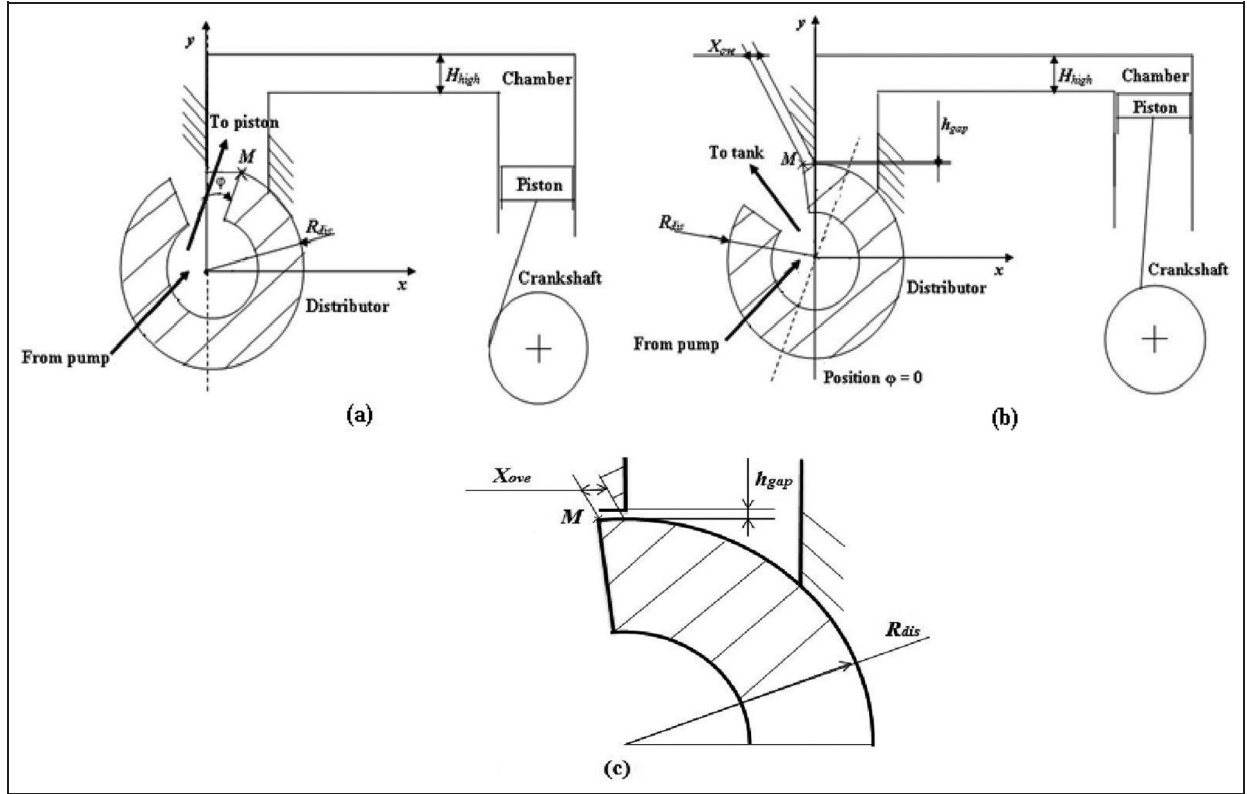 y
H_high
Chamber
To piston
M
φ
Piston
R_dis
x
Crankshaft
Distributor
From pump
(a)
y
X_ove
H_high
Chamber
Piston
h_gap
To tank
M
R_dis
x
Crankshaft
Distributor
From pump
Position φ = 0
(b)
X_ove
h_gap
M
R_dis
(c)